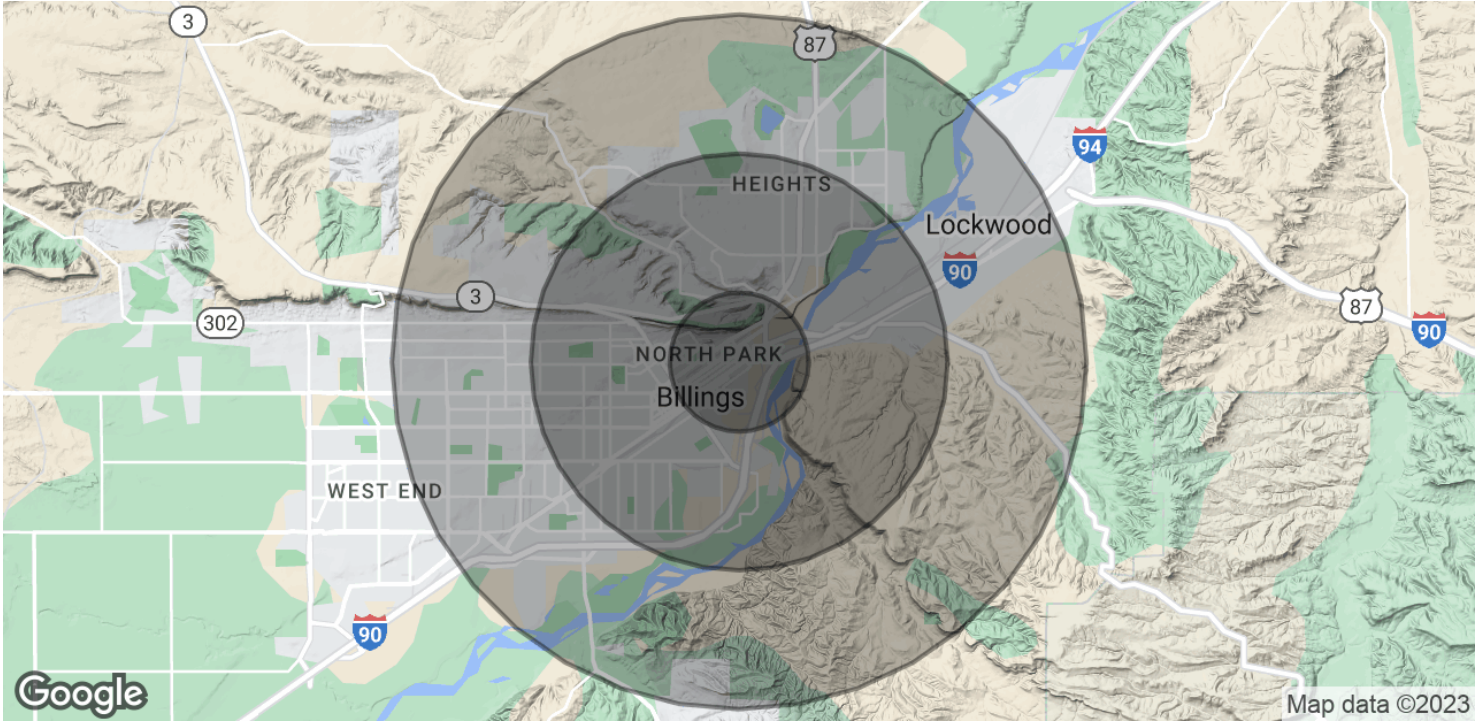 3
87
94
HEIGHTS
Lockwood
90
3
87
302
90
NORTH PARK
Billings
WEST END
90
Google
Map data ©2023